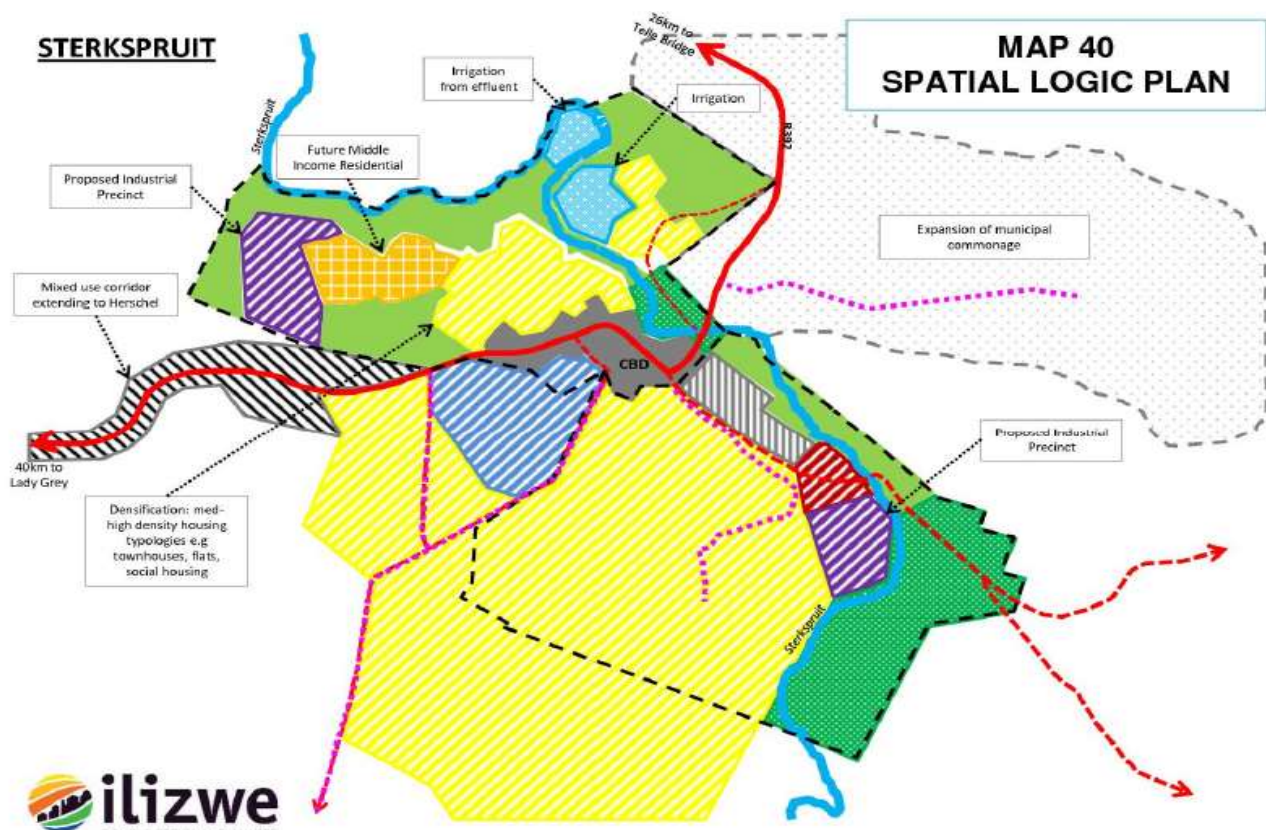 STERKSPRUIT
MAP 40
SPATIAL LOGIC PLAN
26km to
Telle Bridge
R392
Sterkspruit
Irrigation
from effluent
Irrigation
Future Middle
Income Residential
Proposed Industrial
Precinct
Expansion of municipal
commonage
Mixed use corridor
extending to Herschel
CBD
40km to
Lady Grey
Proposed Industrial
Precinct
Densification: med-
high density housing
typologies e.g
townhouses, flats,
social housing
Sterkspruit
ilizwe